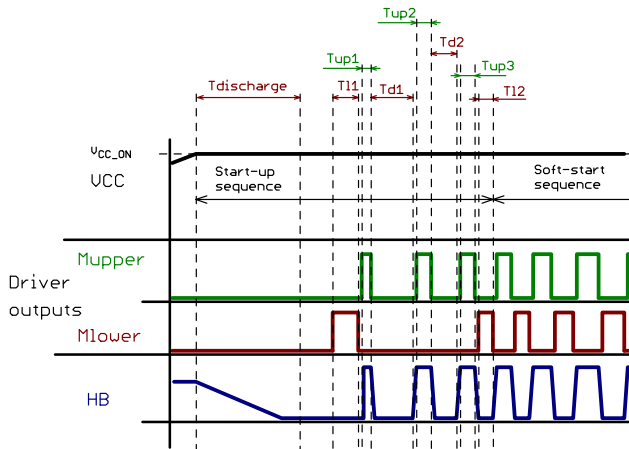 Tup2
Td2
Tup1
Tup3
Tdischarge
Tl1
Td1
Tl2
VCC_ON
VCC
Start-up
sequence
Soft-start
sequence
Mupper
Driver
outputs
Mlower
HB